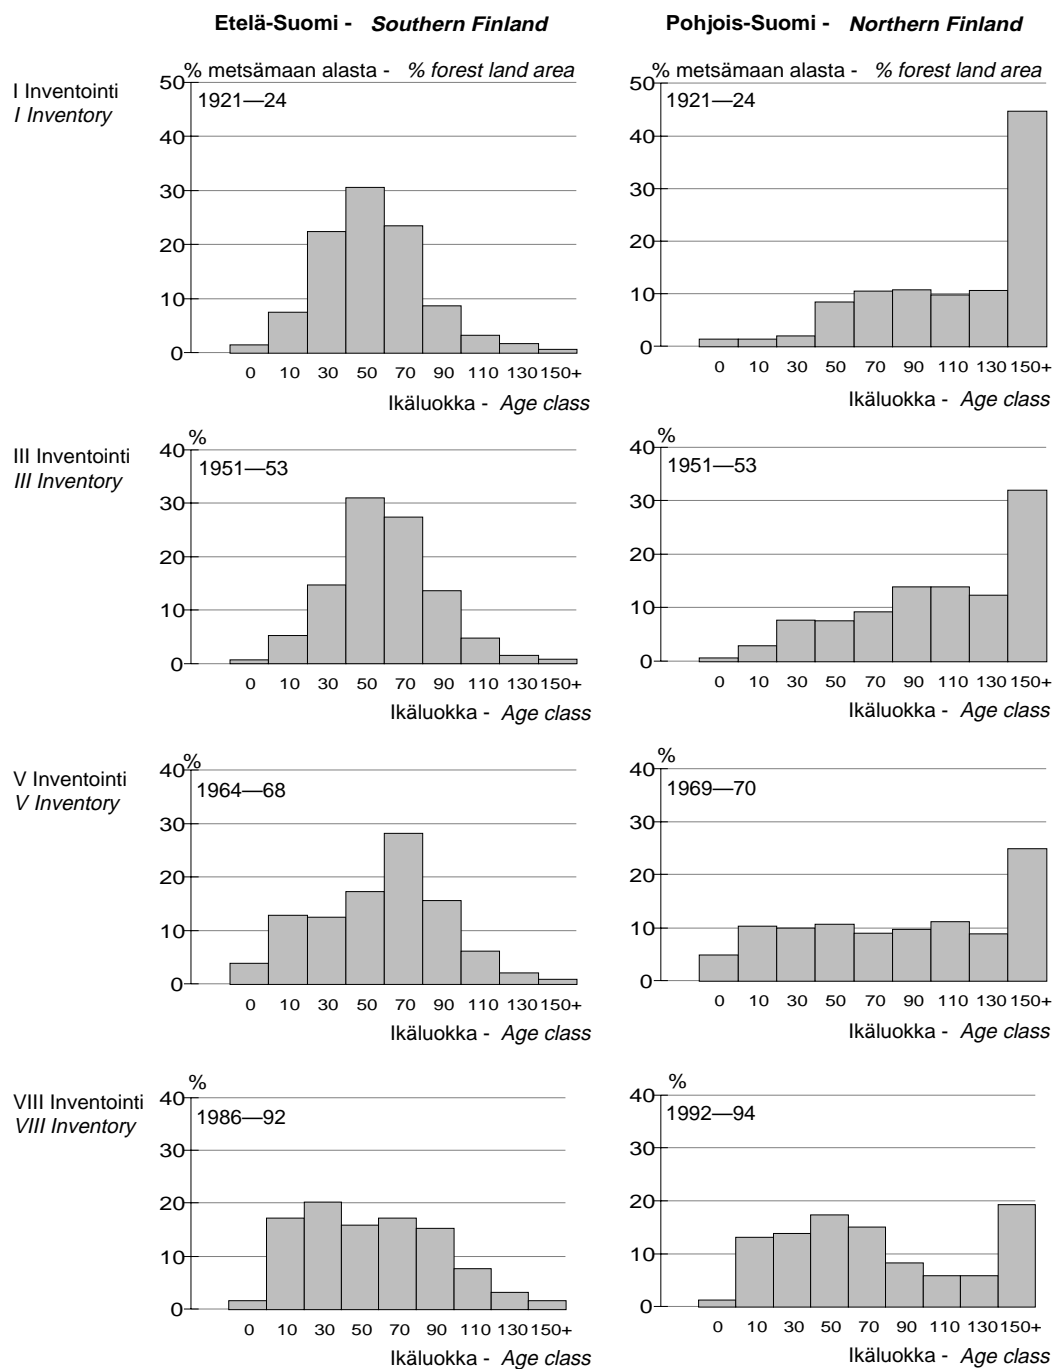 Etelä-Suomi - Southern Finland
Pohjois-Suomi - Northern Finland
I Inventointi
I Inventory
% metsämaan alasta - % forest land area
1921—24
50
40
30
20
10
0
0 10 30 50 70 90 110 130 150+
Ikäluokka - Age class
% metsämaan alasta - % forest land area
1921—24
50
40
30
20
10
0
0 10 30 50 70 90 110 130 150+
Ikäluokka - Age class
III Inventointi
III Inventory
%
1951—53
40
30
20
10
0
0 10 30 50 70 90 110 130 150+
Ikäluokka - Age class
%
1951—53
40
30
20
10
0
0 10 30 50 70 90 110 130 150+
Ikäluokka - Age class
V Inventointi
V Inventory
%
1964—68
40
30
20
10
0
0 10 30 50 70 90 110 130 150+
Ikäluokka - Age class
%
1969—70
40
30
20
10
0
0 10 30 50 70 90 110 130 150+
Ikäluokka - Age class
VIII Inventointi
VIII Inventory
%
1986—92
40
30
20
10
0
0 10 30 50 70 90 110 130 150+
Ikäluokka - Age class
%
1992—94
40
30
20
10
0
0 10 30 50 70 90 110 130 150+
Ikäluokka - Age class